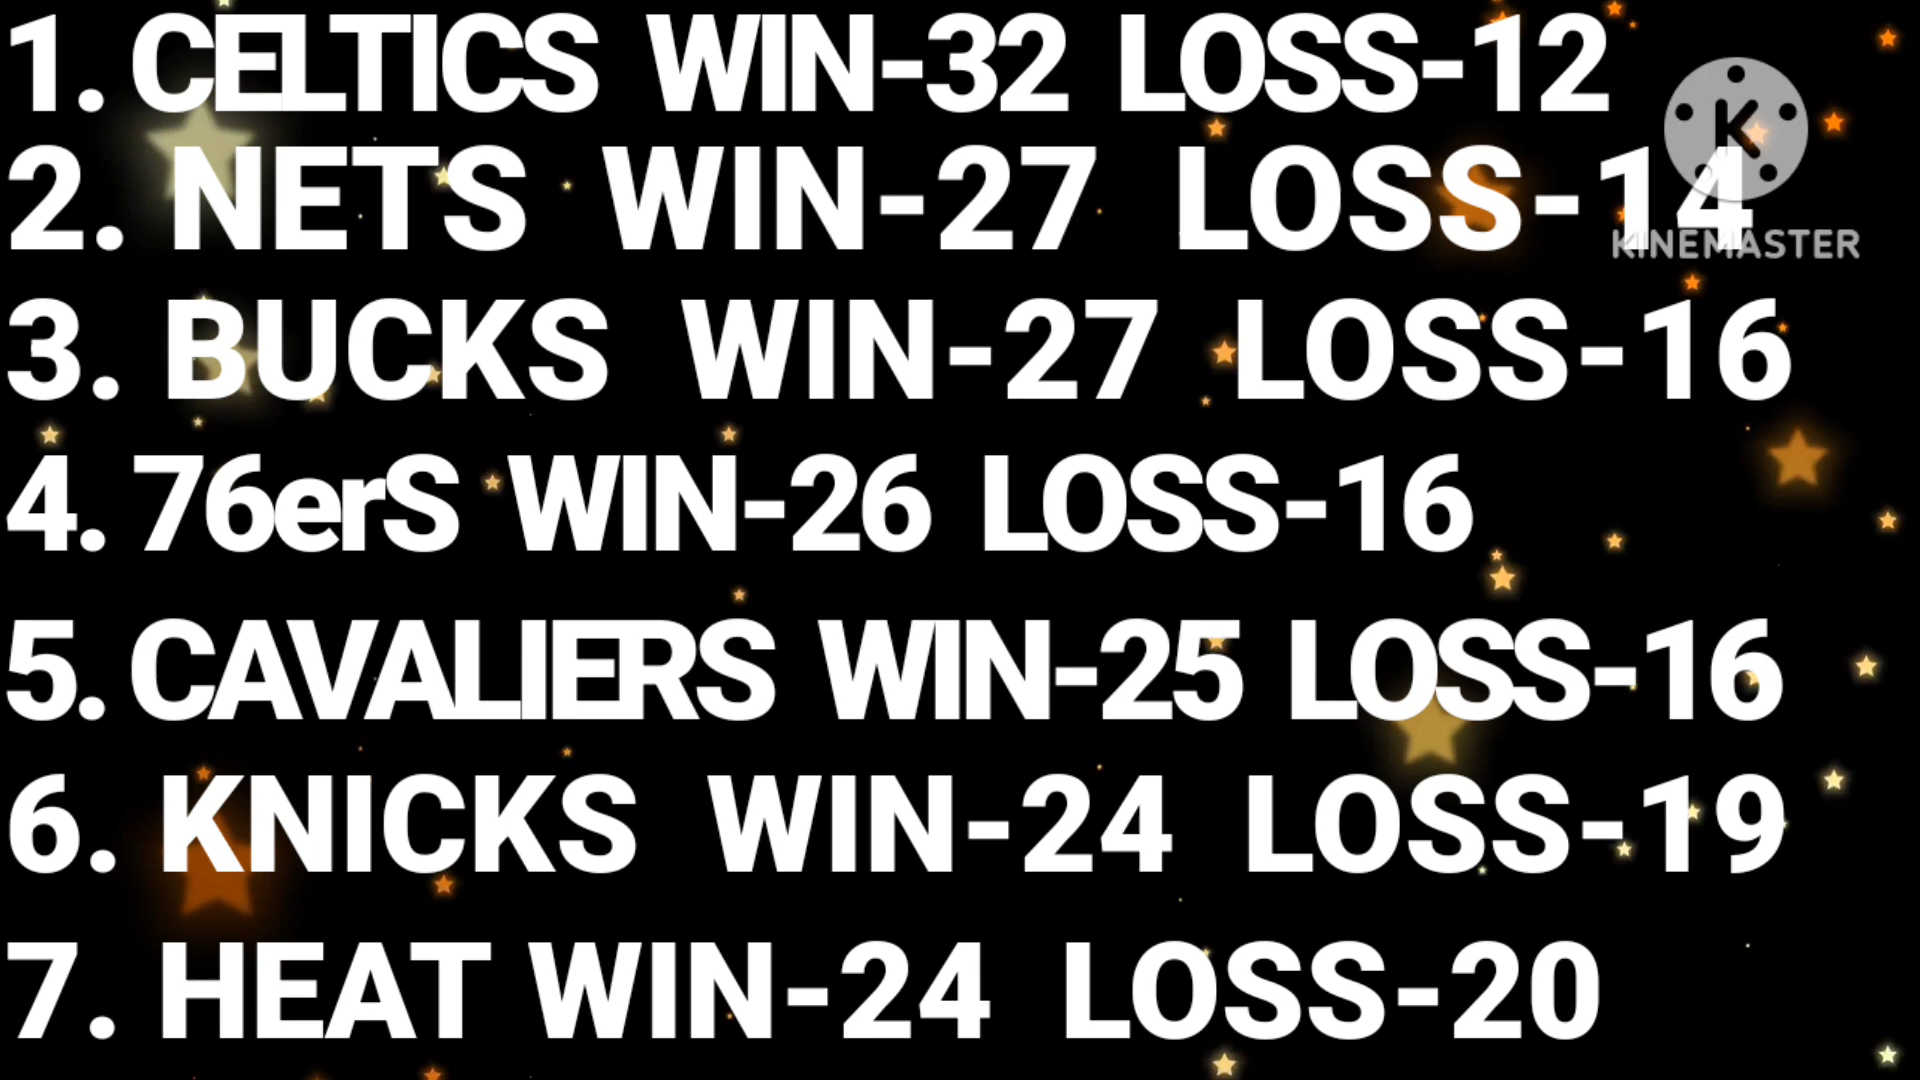 1. CELTICS WIN-32 LOSS-12
2. NETS WIN-27 LOSS-14
K
KINEMASTER
3. BUCKS WIN-27 LOSS-16
4. 76erS WIN-26 LOSS-16
5. CAVALIERS WIN-25 LOSS-16
6. KNICKS WIN-24 LOSS-19
7. HEAT WIN-24 LOSS-20